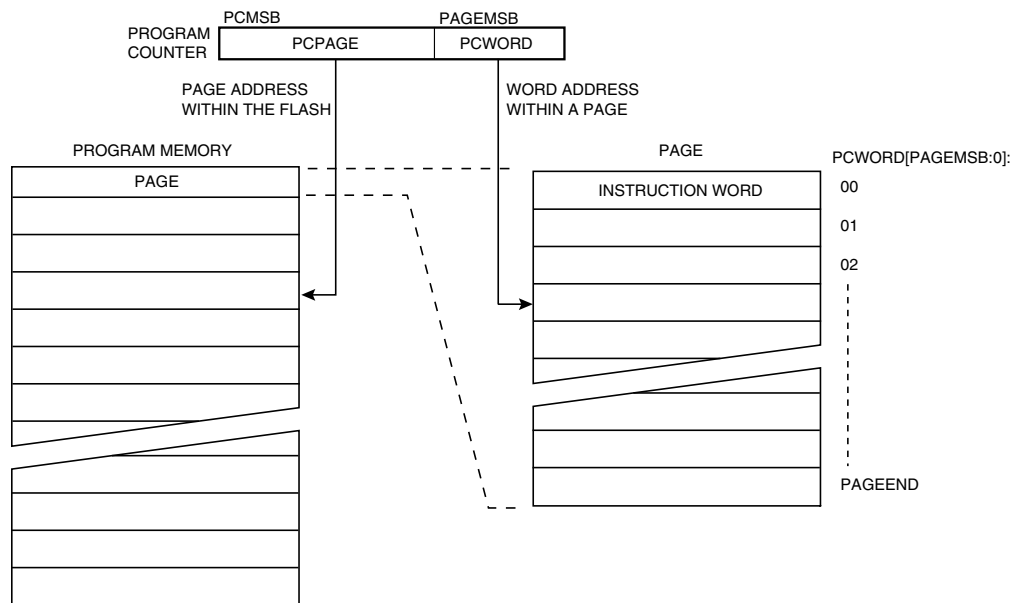 PCMSB
PAGEMSB
PROGRAM
COUNTER
PCPAGE
PCWORD
PAGE ADDRESS
WITHIN THE FLASH
WORD ADDRESS
WITHIN A PAGE
PROGRAM MEMORY
PAGE
PAGE
PCWORD[PAGEMSB:0]:
INSTRUCTION WORD
00
01
02
PAGEEND